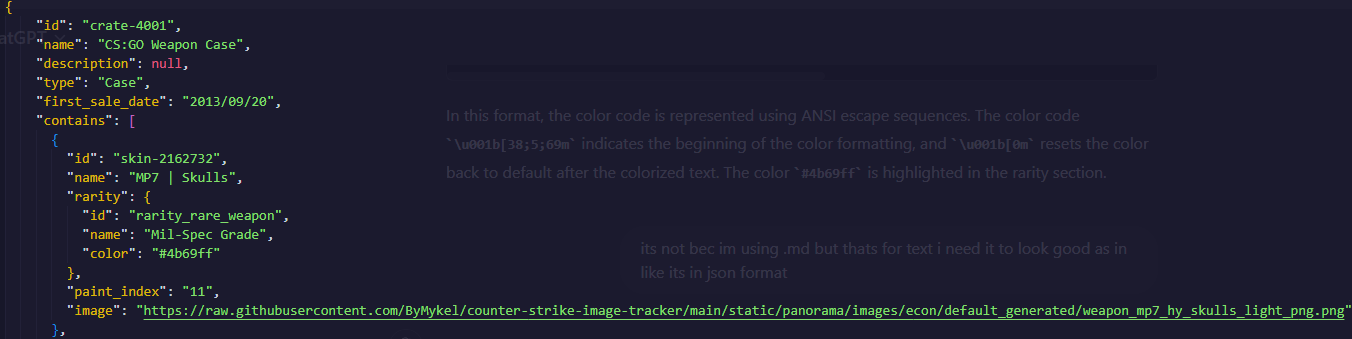 {
"id": "crate-4001",
"name": "CS:GO Weapon Case",
"description": null,
"type": "Case",
"first_sale_date": "2013/09/20",
"contains": [
{
"id": "skin-2162732",
"name": "MP7 | Skulls",
"rarity": {
"id": "rarity_rare_weapon",
"name": "Mil-Spec Grade",
"color": "#4b69ff"
},
"paint_index": "11",
"image": "https://raw.githubusercontent.com/ByMykel/counter-strike-image-tracker/main/static/panorama/images/econ/default_generated/weapon_mp7_hy_skulls_light_png.png"
},
atGPT
In this format, the color code is represented using ANSI escape sequences. The color code
`\u001b[38;5;69m` indicates the beginning of the color formatting, and `\u001b[0m` resets the color
back to default after the colorized text. The color `#4b69ff` is highlighted in the rarity section.
its not bec im using .md but thats for text i need it to look good as in
like its in json format